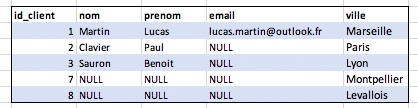 id_client nom prenom email ville
1 Martin Lucas lucas.martin@outlook.fr Marseille
2 Clavier Paul NULL Paris
3 Sauron Benoit NULL Lyon
7 NULL NULL NULL Montpellier
8 NULL NULL NULL Levallois